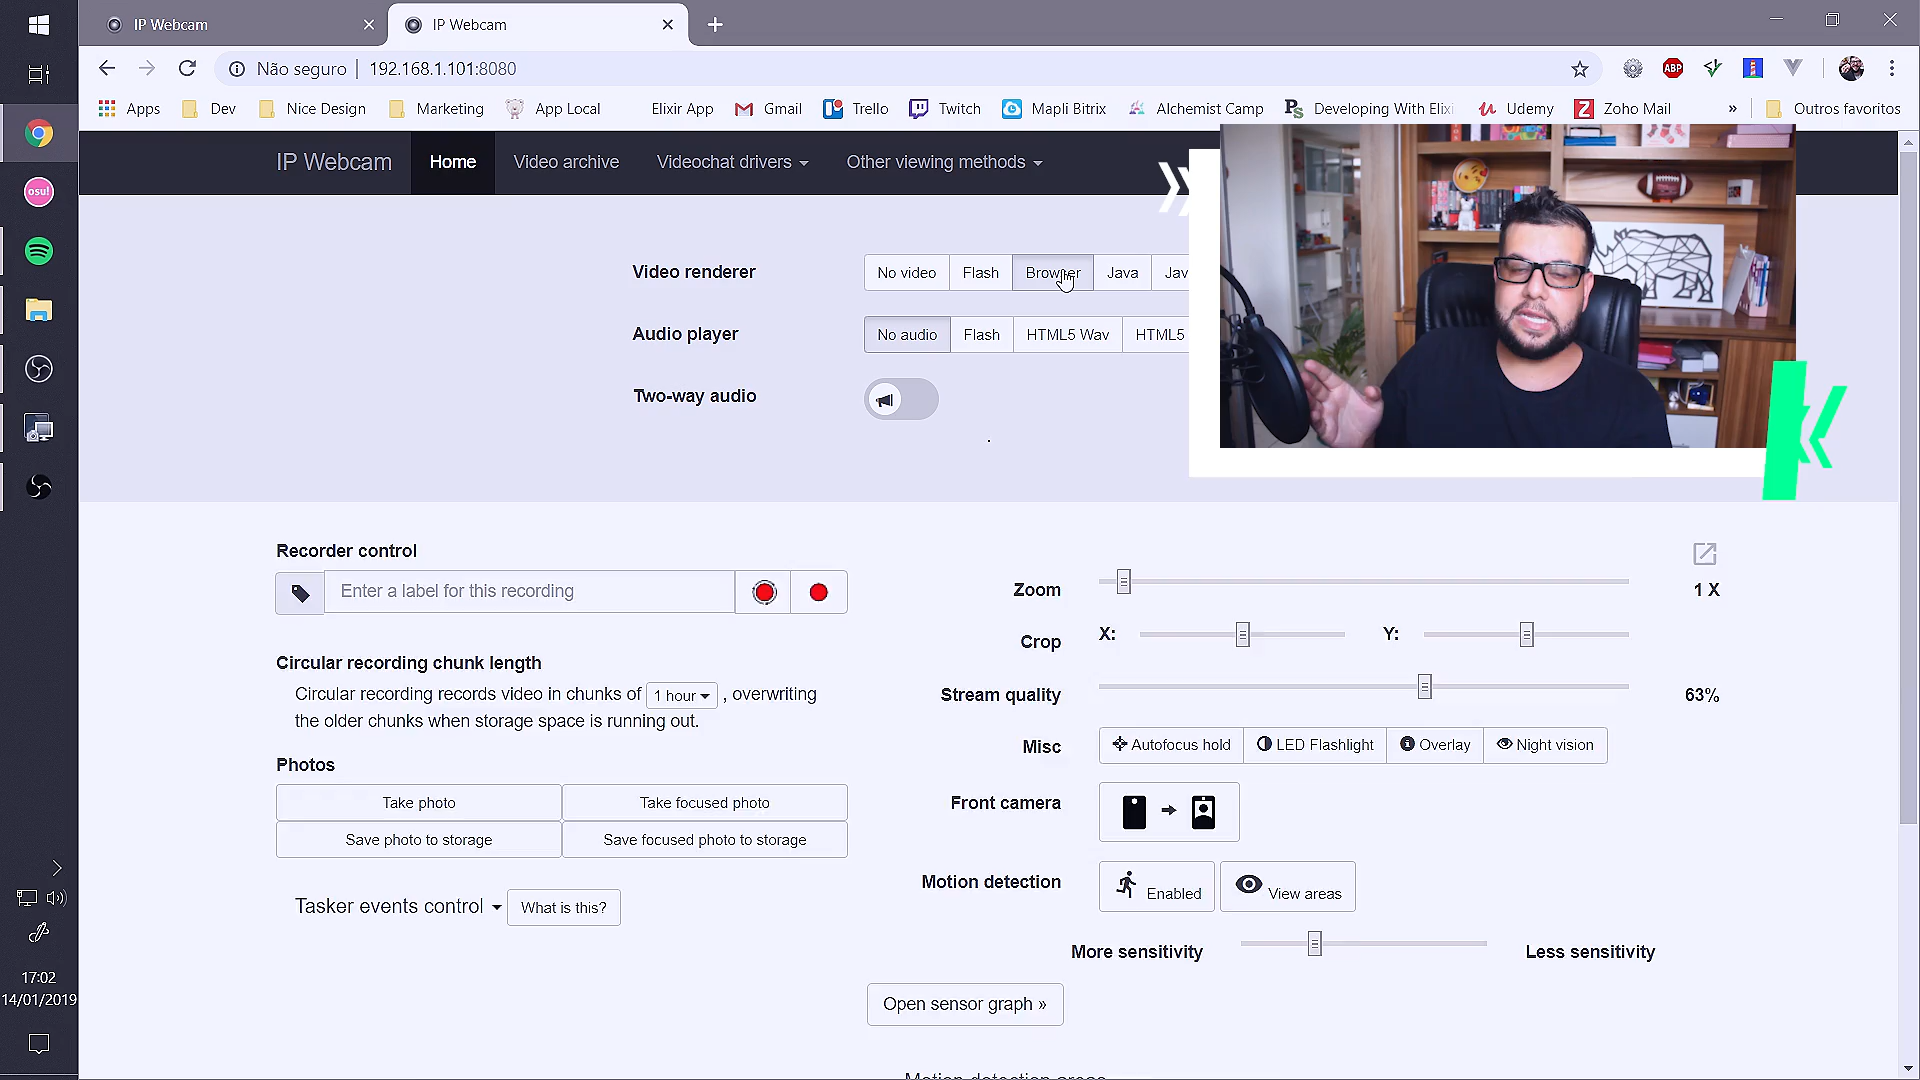 IP Webcam
IP Webcam
Não seguro
192.168.1.101:8080
ABP
Apps
Dev
Nice Design
Marketing
App Local
Elixir App
Gmail
Trello
Twitch
Mapli Bitrix
Alchemist Camp
Developing With Elixi
Udemy
Zoho Mail
»
Outros favoritos
IP Webcam
Home
Video archive
Videochat drivers
Other viewing methods
osu!
Video renderer
No video
Flash
Browser
Java
Jav
Audio player
No audio
Flash
HTML5 Wav
HTML5
Two-way audio
Recorder control
Enter a label for this recording
Circular recording chunk length
Circular recording records video in chunks of 1 hour , overwriting
the older chunks when storage space is running out.
Photos
Take photo
Take focused photo
Save photo to storage
Save focused photo to storage
Tasker events control
What is this?
Zoom
1 X
Crop
X:
Y:
Stream quality
63%
Misc
Autofocus hold
LED Flashlight
Overlay
Night vision
Front camera
Motion detection
Enabled
View areas
More sensitivity
Less sensitivity
Open sensor graph »
Motion detection areas
17:02
14/01/2019